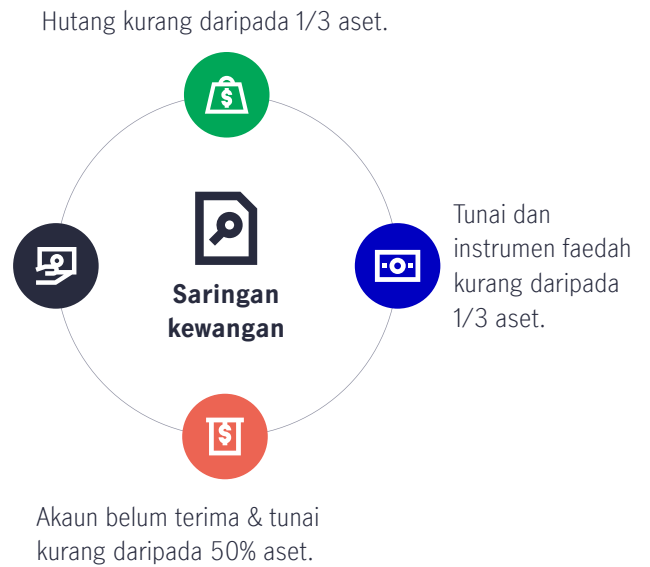 Hutang kurang daripada 1/3 aset.
Saringan
kewangan
Tunai dan
instrumen faedah
kurang daripada
1/3 aset.
Akaun belum terima & tunai
kurang daripada 50% aset.